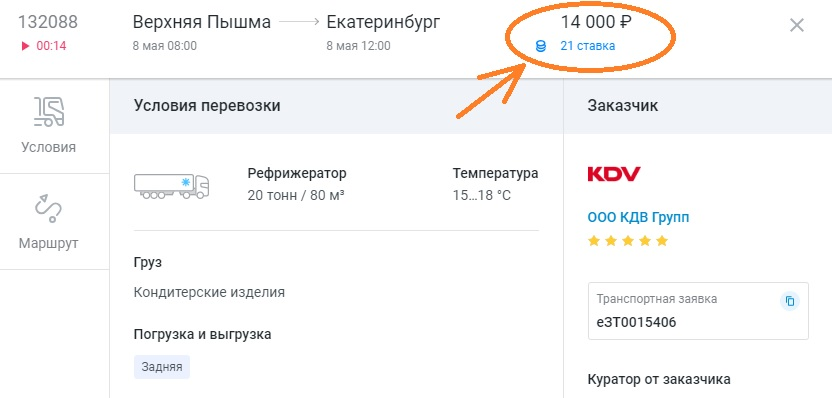 132088
00:14
Верхняя Пышма
8 мая 08:00
Екатеринбург
8 мая 12:00
14 000 ₽
21 ставка
Условия
Маршрут
Условия перевозки
Рефрижератор
20 тонн / 80 м³
Температура
15...18 °C
Груз
Кондитерские изделия
Погрузка и выгрузка
Задняя
Заказчик
KDV
ООО КДВ Групп
Транспортная заявка
еЗТ0015406
Куратор от заказчика